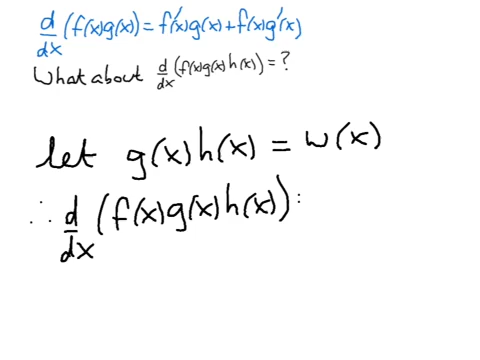 d/dx (f(x)g(x)) = f'(x)g(x) + f(x)g'(x)
What about d/dx (f(x)g(x)h(x)) = ?
let g(x)h(x) = w(x)
∴ d/dx (f(x)g(x)h(x)) :